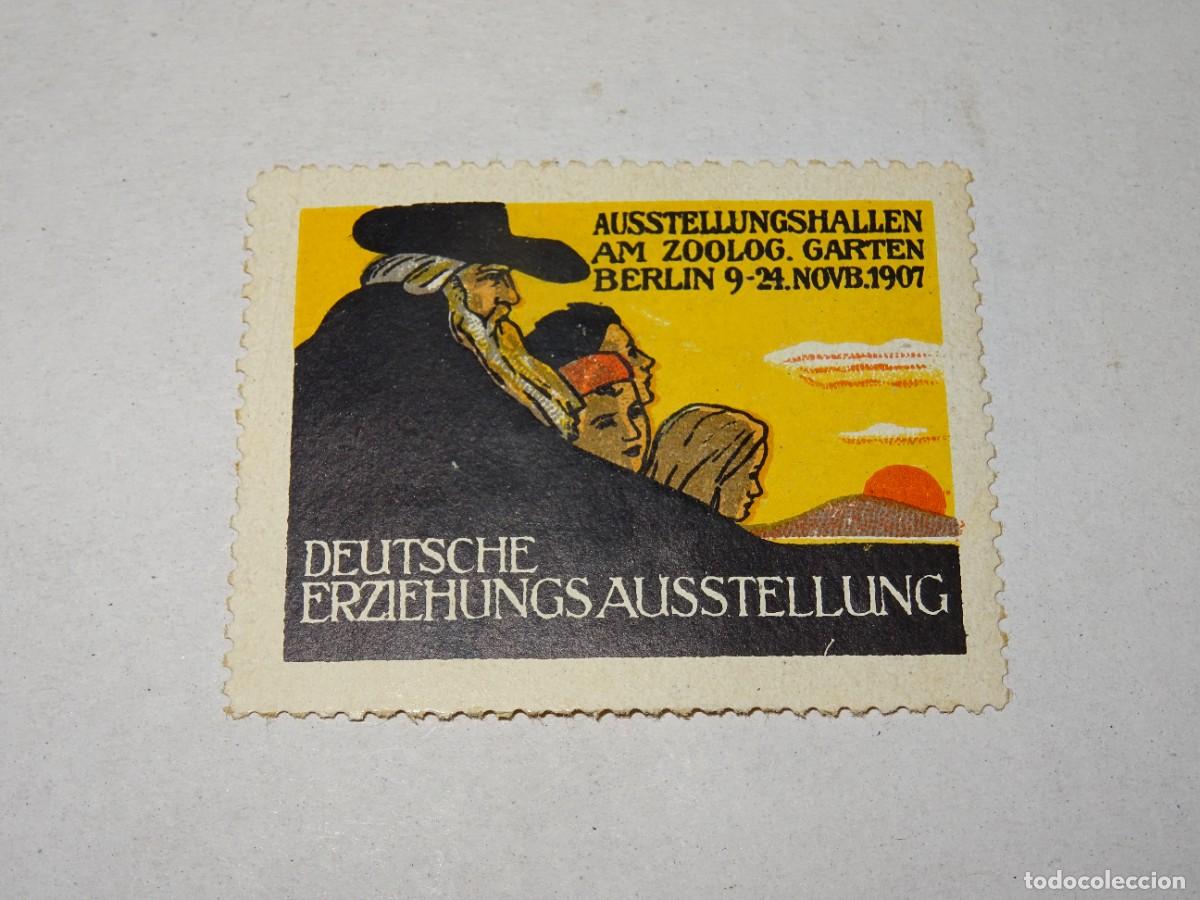 AUSSTELLUNGSHALLEN
AM ZOOLOG. GARTEN
BERLIN 9-24. NOVB. 1907
DEUTSCHE
ERZIEHUNGS AUSSTELLUNG
todocoleccion